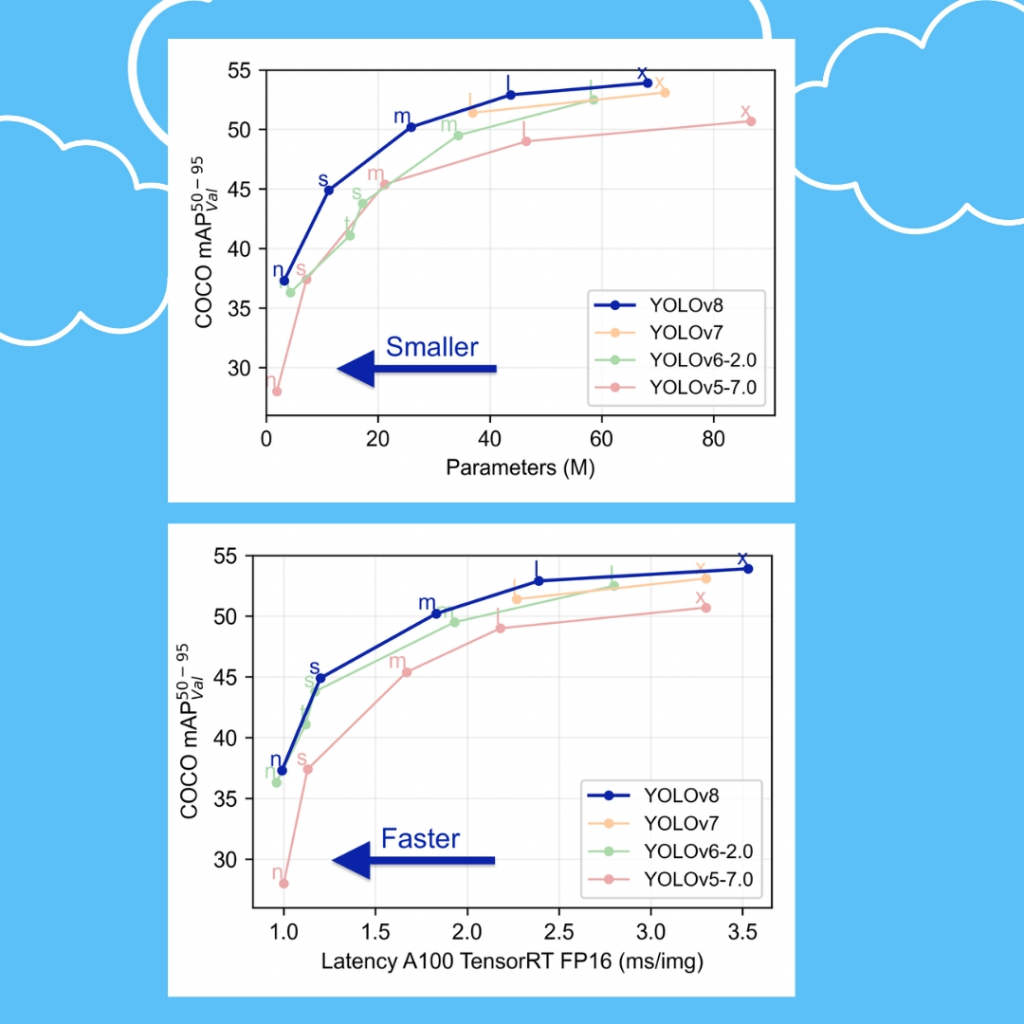 55
50
45
40
35
30
COCO mAP50−95 Val
n
s
m
l
x
l
x
n
t
s
m
l
n
s
m
l
x
Smaller
YOLOv8
YOLOv7
YOLOv6-2.0
YOLOv5-7.0
0 20 40 60 80
Parameters (M)
55
50
45
40
35
30
COCO mAP50−95 Val
n
s
m
l
x
l
x
n
t
s
m
l
n
s
m
l
x
Faster
YOLOv8
YOLOv7
YOLOv6-2.0
YOLOv5-7.0
1.0 1.5 2.0 2.5 3.0 3.5
Latency A100 TensorRT FP16 (ms/img)